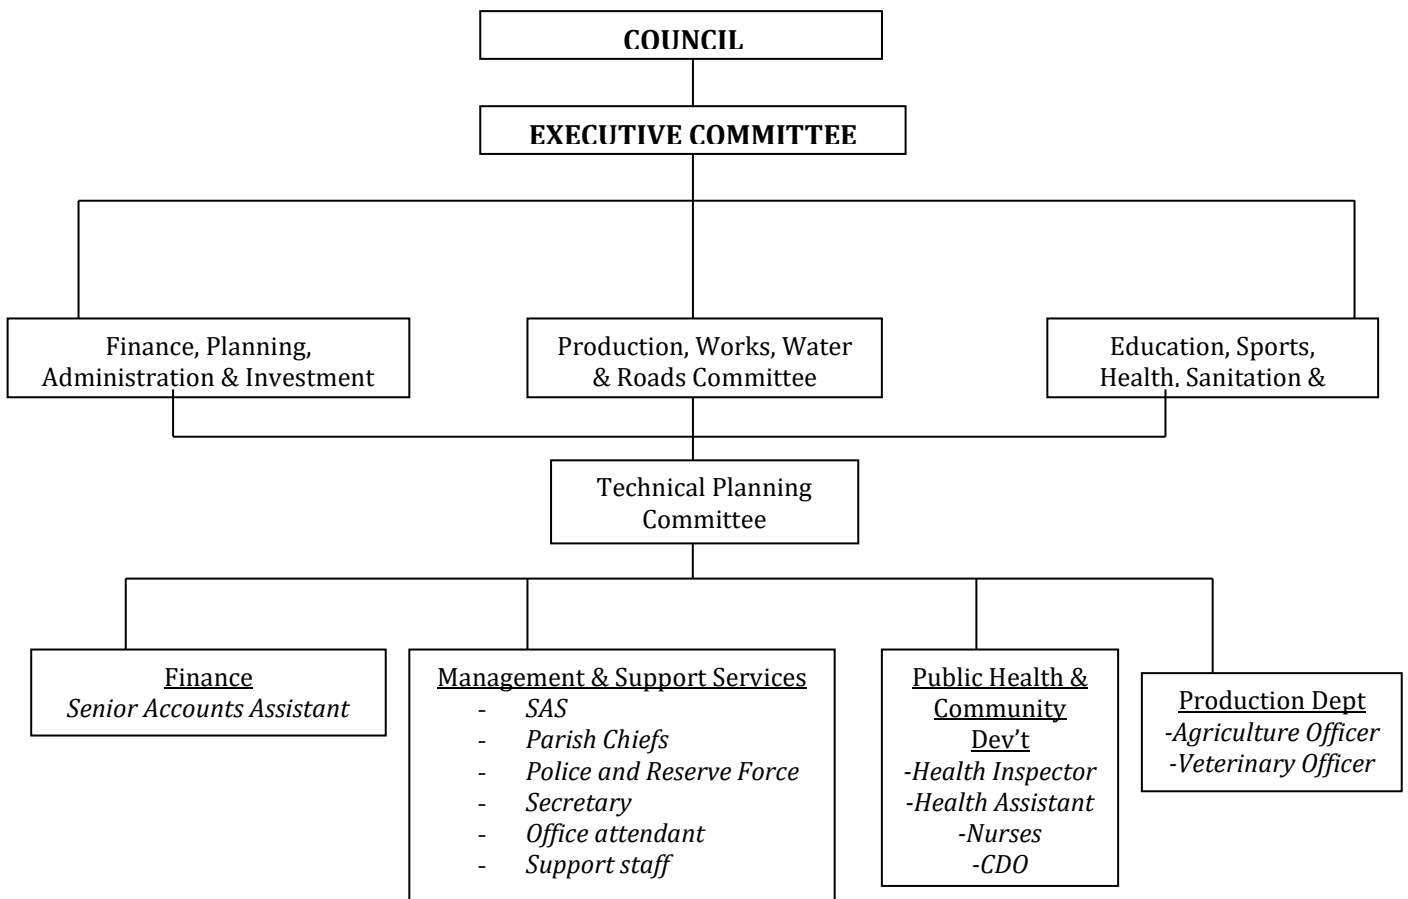 COUNCIL
EXECUTIVE COMMITTEE
Finance, Planning,
Administration & Investment
Production, Works, Water
& Roads Committee
Education, Sports,
Health, Sanitation &
Technical Planning
Committee
Finance
Senior Accounts Assistant
Management & Support Services
- SAS
- Parish Chiefs
- Police and Reserve Force
- Secretary
- Office attendant
- Support staff
Public Health &
Community
Dev’t
-Health Inspector
-Health Assistant
-Nurses
-CDO
Production Dept
-Agriculture Officer
-Veterinary Officer